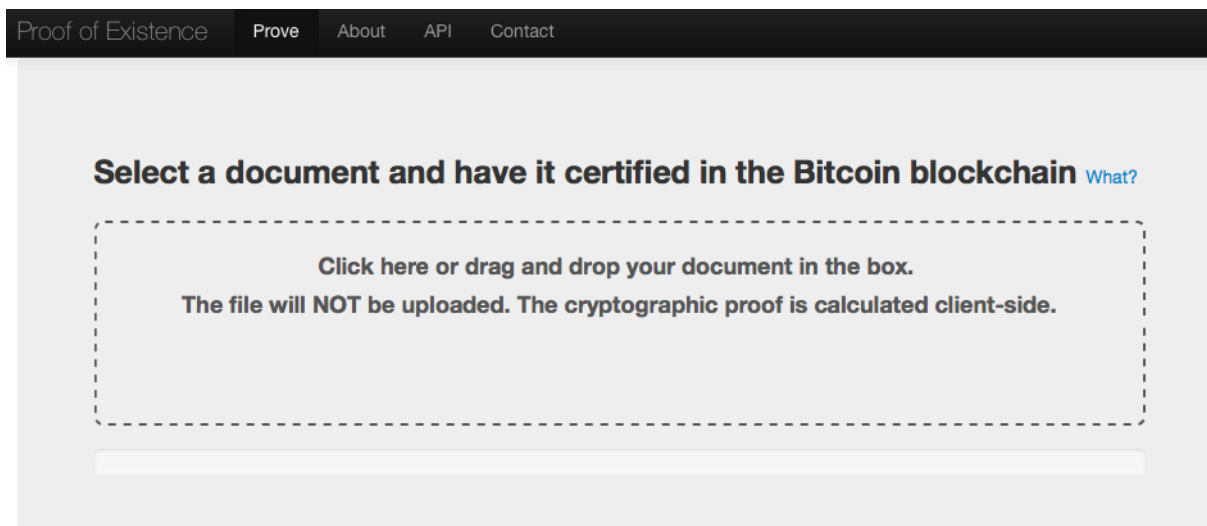 Proof of Existence Prove About API Contact
Select a document and have it certified in the Bitcoin blockchain What?
Click here or drag and drop your document in the box.
The file will NOT be uploaded. The cryptographic proof is calculated client-side.